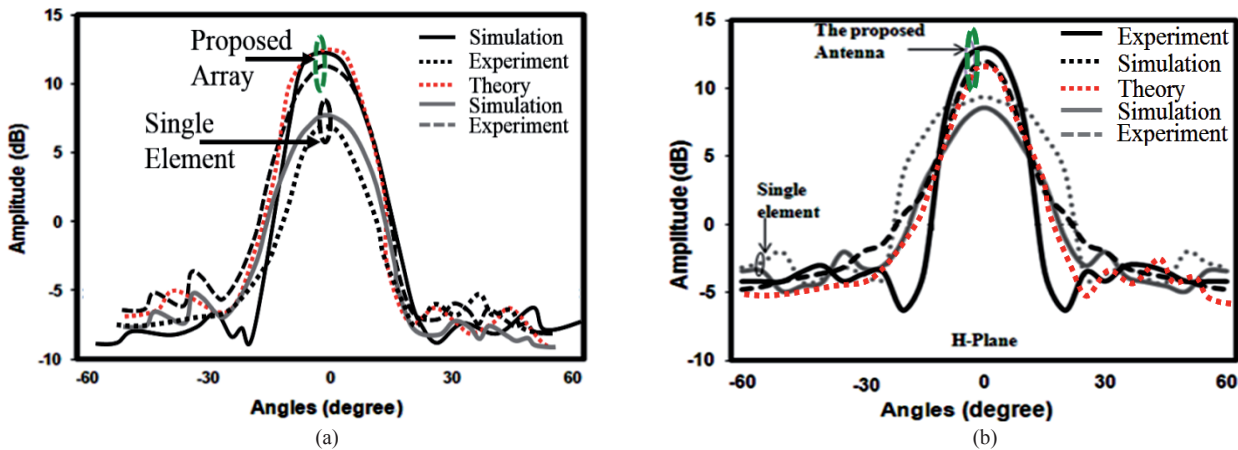 15
10
5
0
-5
-10
Amplitude (dB)
Proposed
Array
Single
Element
Simulation
Experiment
Theory
Simulation
Experiment
-60
-30
0
30
60
Angles (degree)
(a)
15
10
5
0
-5
-10
Amplitude (dB)
The proposed
Antenna
Single
element
Experiment
Simulation
Theory
Simulation
Experiment
H-Plane
-60
-30
0
30
60
Angles (degree)
(b)